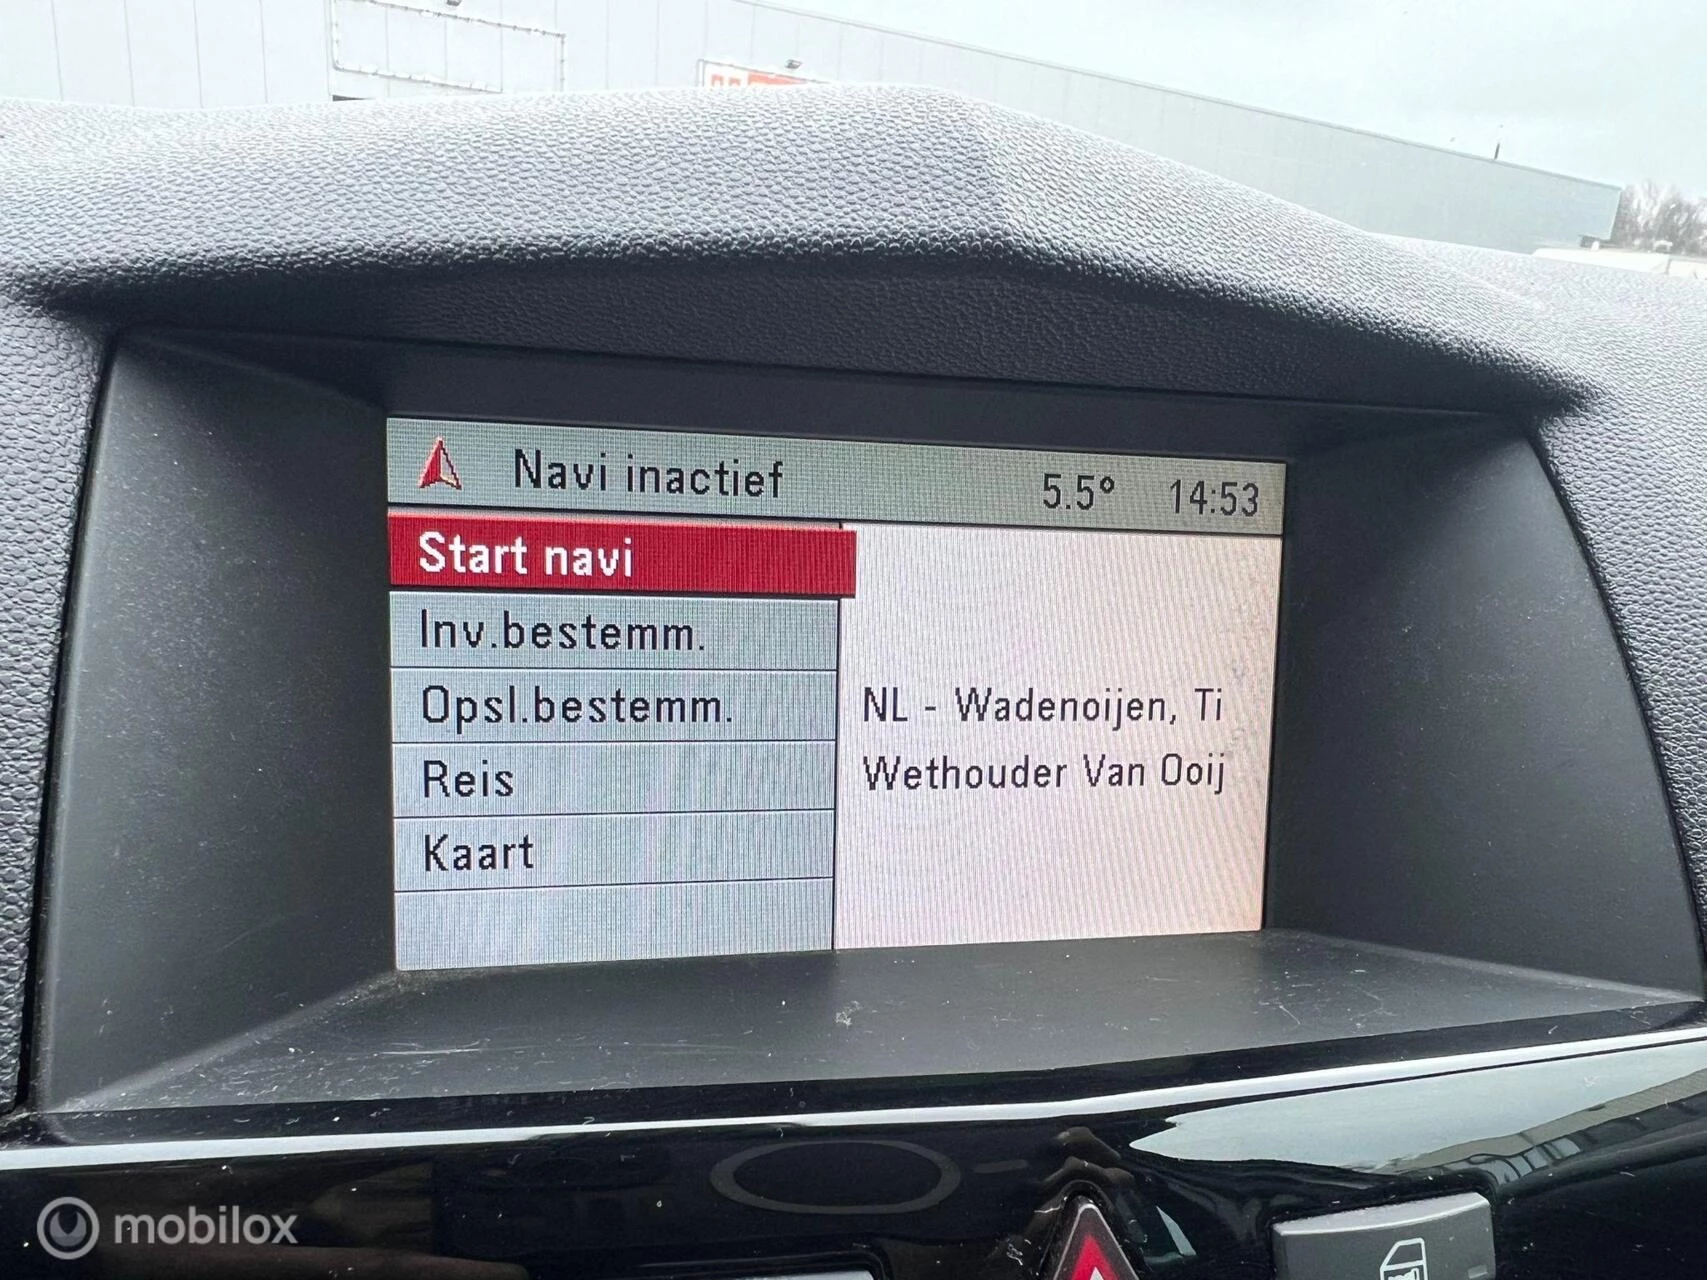 Navi inactief 5.5° 14:53
Start navi
Inv.bestemm.
Opsl.bestemm.
NL - Wadenoijen, Ti
Wethouder Van Ooij
Reis
Kaart
mobilox